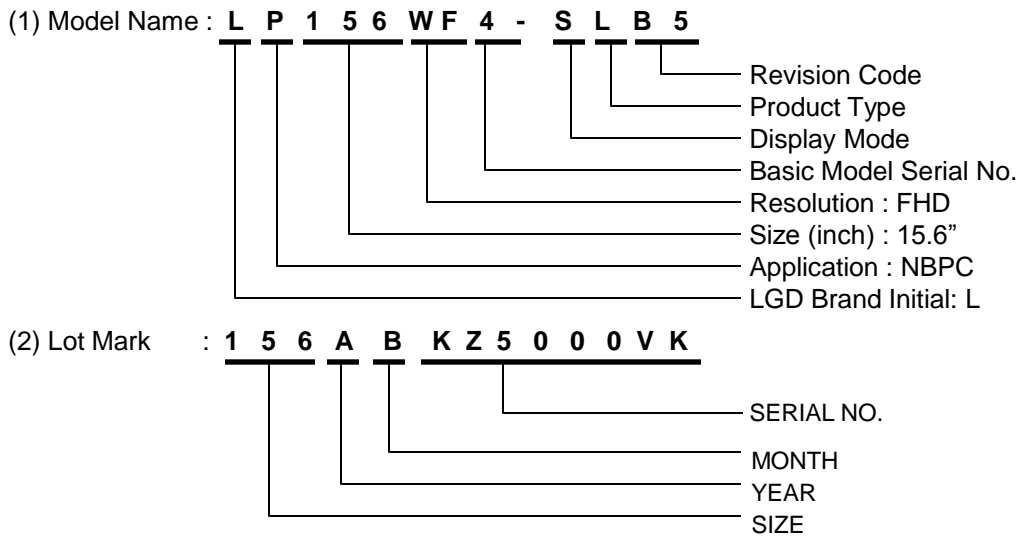 (1) Model Name : L P 1 5 6 W F 4 - S L B 5
Revision Code
Product Type
Display Mode
Basic Model Serial No.
Resolution : FHD
Size (inch) : 15.6”
Application : NBPC
LGD Brand Initial: L
(2) Lot Mark : 1 5 6 A B K Z 5 0 0 0 V K
SERIAL NO.
MONTH
YEAR
SIZE